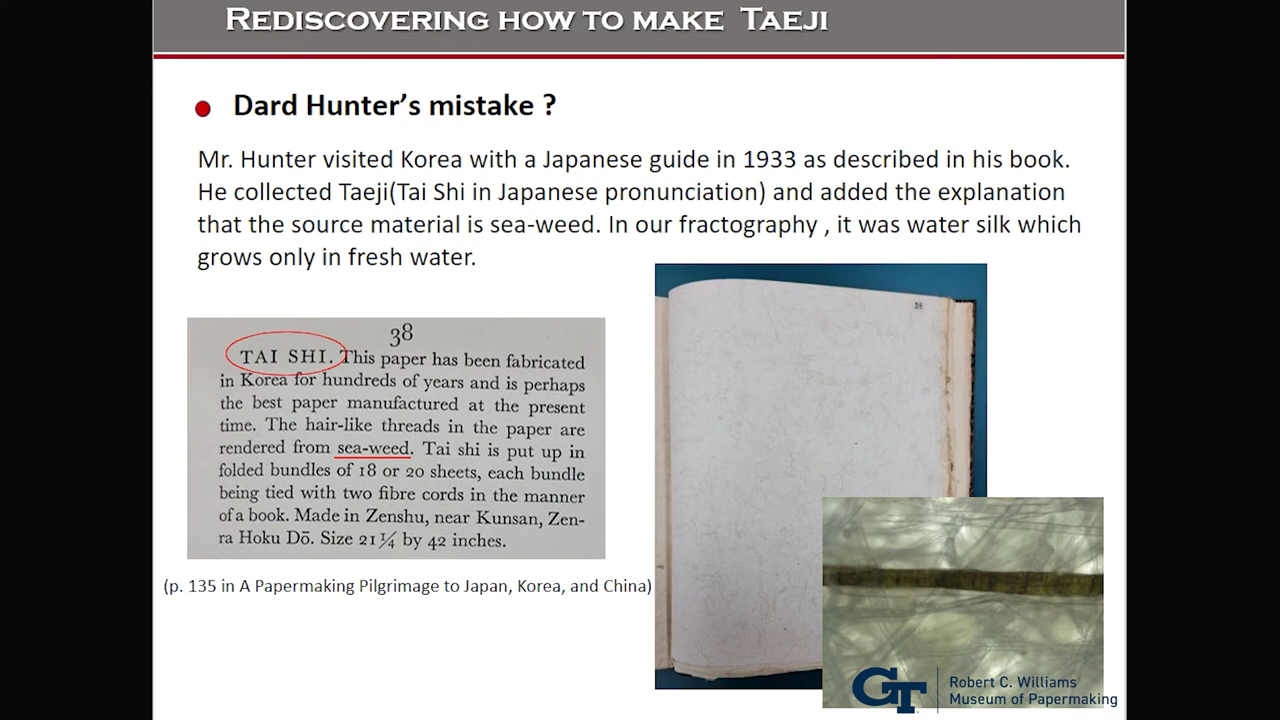 REDISCOVERING HOW TO MAKE TAEJI
Dard Hunter's mistake ?
Mr. Hunter visited Korea with a Japanese guide in 1933 as described in his book.
He collected Taeji(Tai Shi in Japanese pronunciation) and added the explanation
that the source material is sea-weed. In our fractography , it was water silk which
grows only in fresh water.
38
TAI SHI. This paper has been fabricated
in Korea for hundreds of years and is perhaps
the best paper manufactured at the present
time. The hair-like threads in the paper are
rendered from sea-weed. Tai shi is put up in
folded bundles of 18 or 20 sheets, each bundle
being tied with two fibre cords in the manner
of a book. Made in Zenshu, near Kunsan, Zen-
ra Hoku Dō. Size 21¼ by 42 inches.
(p. 135 in A Papermaking Pilgrimage to Japan, Korea, and China)
38
GT
Robert C. Williams
Museum of Papermaking